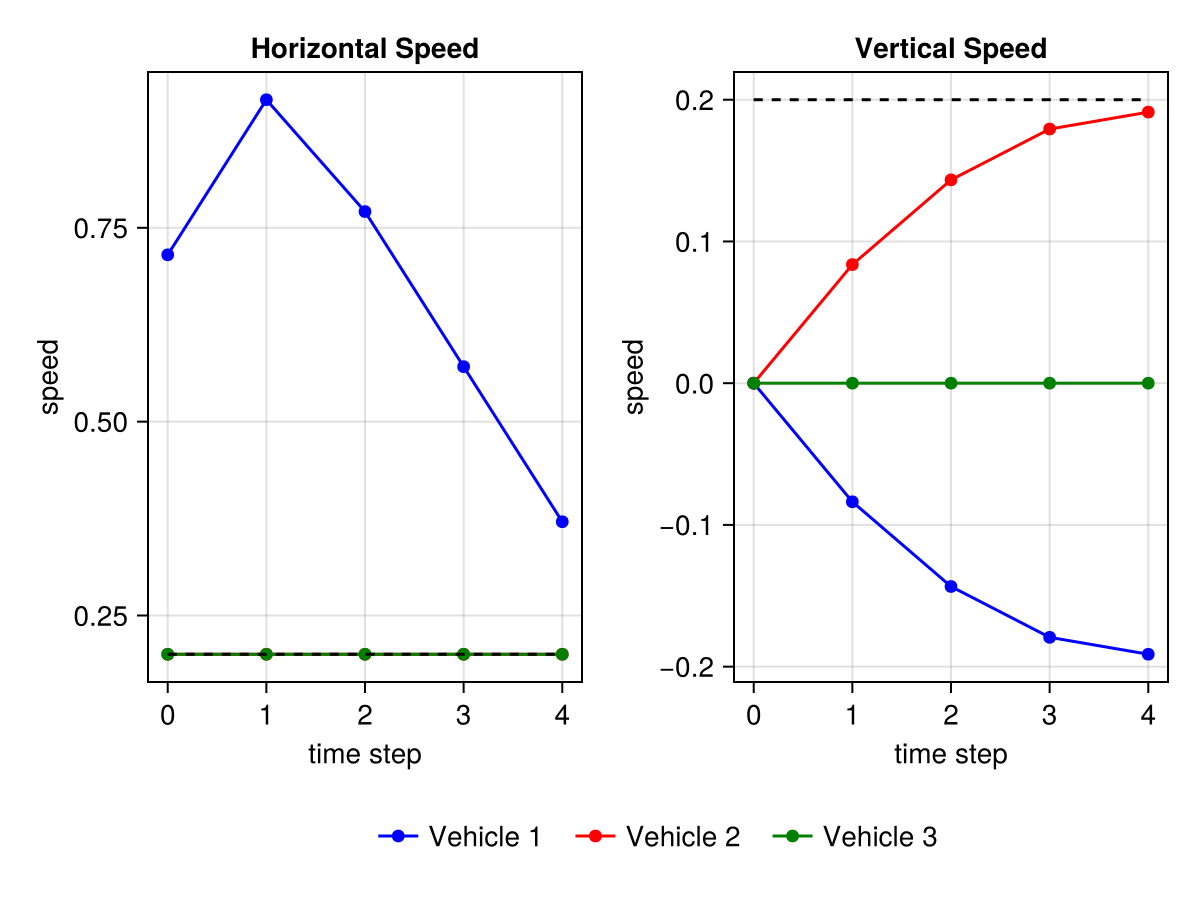 Horizontal Speed
speed
0.75
0.50
0.25
0 1 2 3 4
time step
Vertical Speed
speed
0.2
0.1
0.0
−0.1
−0.2
0 1 2 3 4
time step
Vehicle 1 Vehicle 2 Vehicle 3